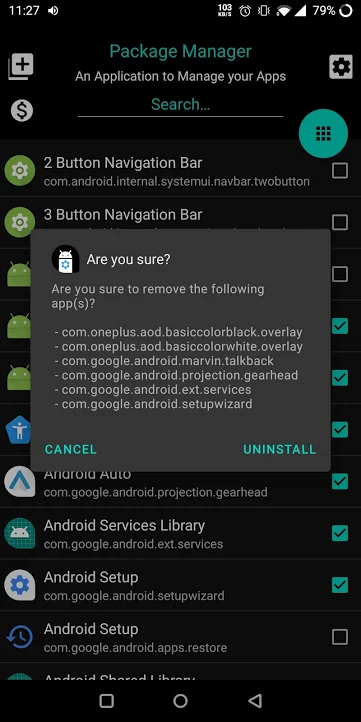 11:27
103
KB/S
79%
Package Manager
An Application to Manage your Apps
Search...
2 Button Navigation Bar
com.android.internal.systemui.navbar.twobutton
3 Button Navigation Bar
Are you sure?
Are you sure to remove the following
app(s)?
- com.oneplus.aod.basiccolorblack.overlay
- com.oneplus.aod.basiccolorwhite.overlay
- com.google.android.marvin.talkback
- com.google.android.projection.gearhead
- com.google.android.ext.services
- com.google.android.setupwizard
CANCEL
UNINSTALL
Android Auto
com.google.android.projection.gearhead
Android Services Library
com.google.android.ext.services
Android Setup
com.google.android.setupwizard
Android Setup
com.google.android.apps.restore
Android Shared Library